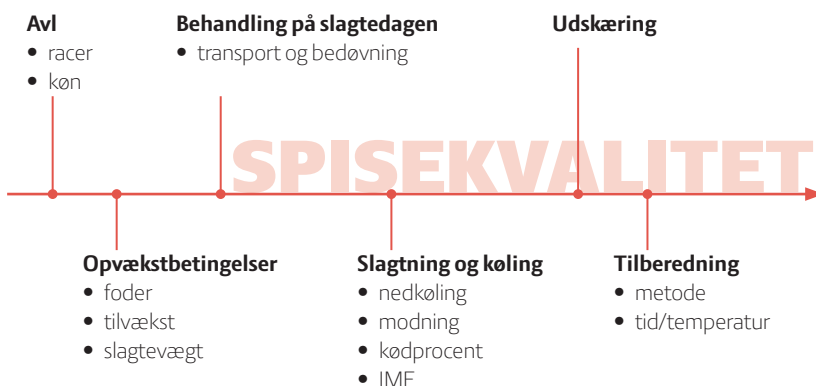 Avl
• racer
• køn
Behandling på slagtedagen
• transport og bedøvning
Udskæring
SPISEKVALITET
Opvækstbetingelser
• foder
• tilvækst
• slagtevægt
Slagtning og køling
• nedkøling
• modning
• kødprocent
• IMF
Tilberedning
• metode
• tid/temperatur